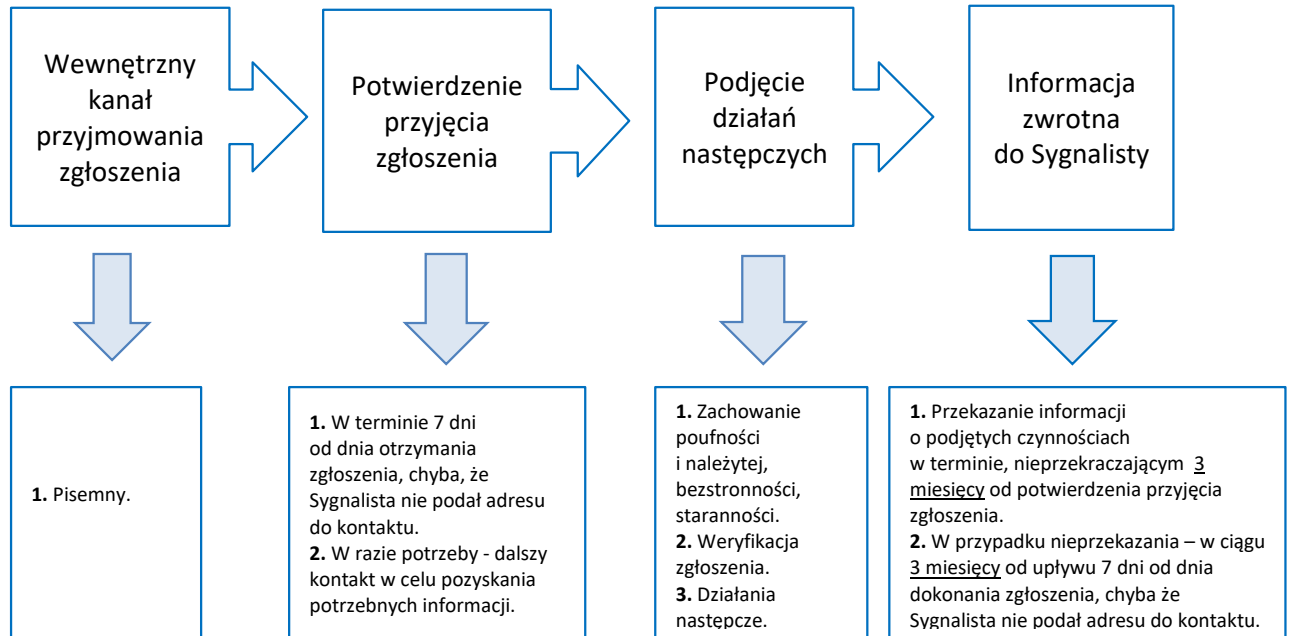 Wewnętrzny
kanał
przyjmowania
zgłoszenia
Potwierdzenie
przyjęcia
zgłoszenia
Podjęcie
działań
następczych
Informacja
zwrotna
do Sygnalisty
1. Pisemny.
1. W terminie 7 dni
od dnia otrzymania
zgłoszenia, chyba, że
Sygnalista nie podał adresu
do kontaktu.
2. W razie potrzeby - dalszy
kontakt w celu pozyskania
potrzebnych informacji.
1. Zachowanie
poufności
i należytej,
bezstronności,
staranności.
2. Weryfikacja
zgłoszenia.
3. Działania
następcze.
1. Przekazanie informacji
o podjętych czynnościach
w terminie, nieprzekraczającym 3
miesięcy od potwierdzenia przyjęcia
zgłoszenia.
2. W przypadku nieprzekazania – w ciągu
3 miesięcy od upływu 7 dni od dnia
dokonania zgłoszenia, chyba że
Sygnalista nie podał adresu do kontaktu.